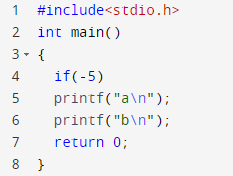 1 #include<stdio.h>
2 int main()
3 {
4 if(-5)
5 printf("a\n");
6 printf("b\n");
7 return 0;
8 }